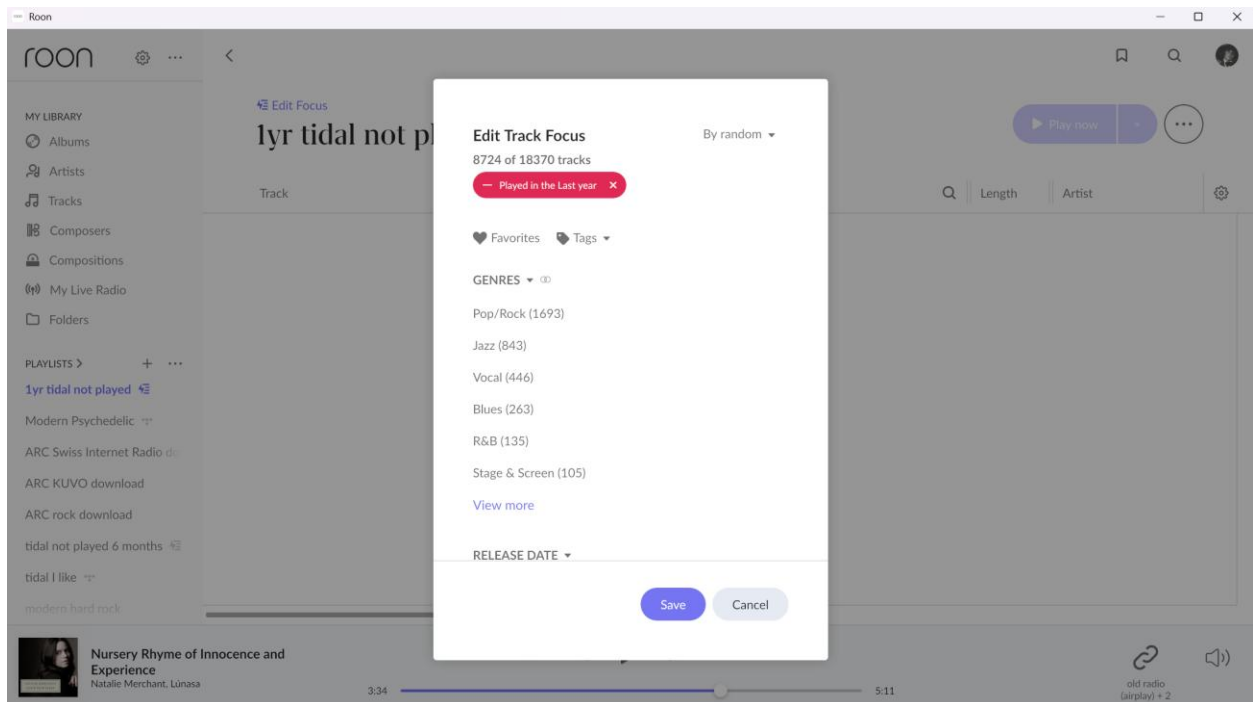 Roon
roon
MY LIBRARY
Albums
Artists
Tracks
Composers
Compositions
My Live Radio
Folders
PLAYLISTS
1yr tidal not played
Modern Psychedelic
ARC Swiss Internet Radio
ARC KUVO download
ARC rock download
tidal not played 6 months
tidal I like
modern hard rock
Edit Focus
1yr tidal not
Play now
Track
Length
Artist
Edit Track Focus
By random
8724 of 18370 tracks
Played in the Last year
Favorites
Tags
GENRES
Pop/Rock (1693)
Jazz (843)
Vocal (446)
Blues (263)
R&B (135)
Stage & Screen (105)
View more
RELEASE DATE
Save
Cancel
Nursery Rhyme of Innocence and
Experience
Natalie Merchant, Lúnasa
3:34
5:11
old radio
(airplay) + 2